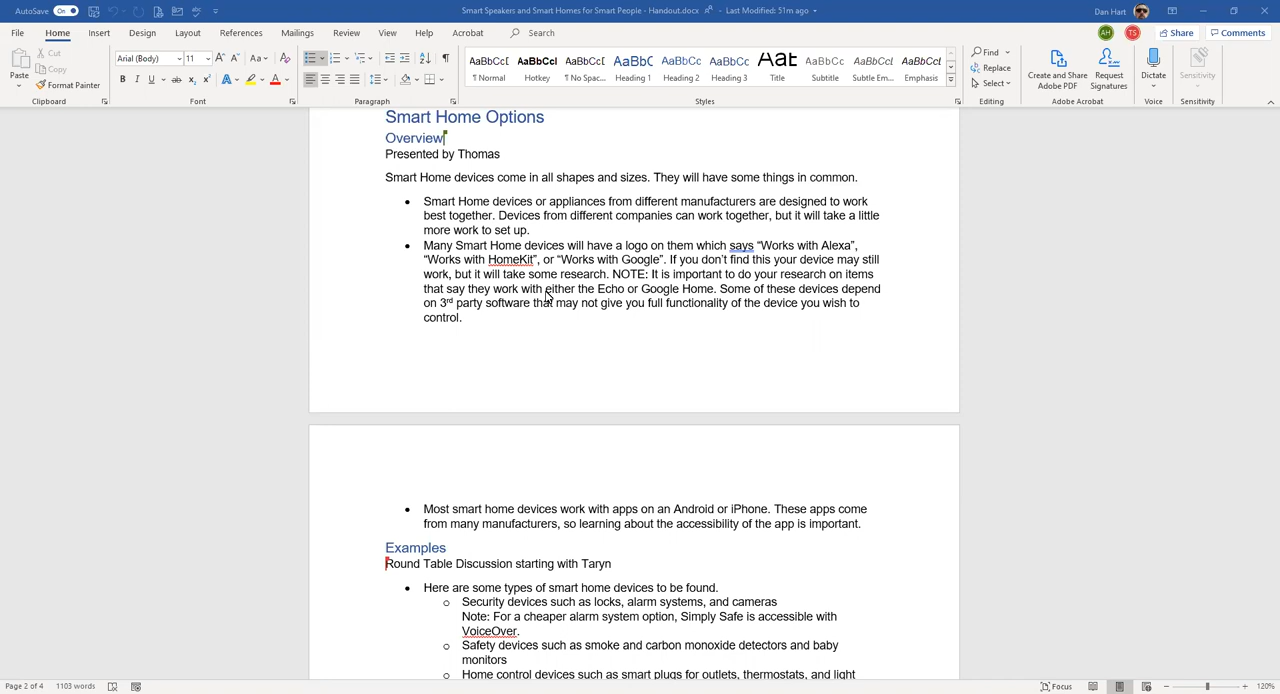 AutoSave On Smart Speakers and Smart Homes for Smart People - Handout.docx - Last Modified: 51m ago Dan Hart
File Home Insert Design Layout References Mailings Review View Help Acrobat Search AH TS Share Comments
Paste
Cut
Copy
Format Painter
Arial (Body) 11 A A Aa A
B I U ab x₂ x² A A
AaBbCcI AaBbCcI AaBbCcI AaBbC AaBbCc AaBbCc AaBb AaBbCc AaBbCcl AaBbCcl
¶ Normal Hotkey ¶ No Spac... Heading 1 Heading 2 Heading 3 Title Subtitle Subtle Em... Emphasis
Find
Replace
Select
Create and Share Adobe PDF
Request Signatures
Dictate
Sensitivity
Clipboard Font Paragraph Styles Editing Adobe Acrobat Voice Sensitivity
Smart Home Options
Overview
Presented by Thomas
Smart Home devices come in all shapes and sizes. They will have some things in common.
• Smart Home devices or appliances from different manufacturers are designed to work
best together. Devices from different companies can work together, but it will take a little
more work to set up.
• Many Smart Home devices will have a logo on them which says “Works with Alexa”,
“Works with HomeKit”, or “Works with Google”. If you don’t find this your device may still
work, but it will take some research. NOTE: It is important to do your research on items
that say they work with either the Echo or Google Home. Some of these devices depend
on 3rd party software that may not give you full functionality of the device you wish to
control.
• Most smart home devices work with apps on an Android or iPhone. These apps come
from many manufacturers, so learning about the accessibility of the app is important.
Examples
Round Table Discussion starting with Taryn
• Here are some types of smart home devices to be found.
o Security devices such as locks, alarm systems, and cameras
Note: For a cheaper alarm system option, Simply Safe is accessible with
VoiceOver.
o Safety devices such as smoke and carbon monoxide detectors and baby
monitors
o Home control devices such as smart plugs for outlets, thermostats, and light
Page 2 of 4 1103 words Focus 120%